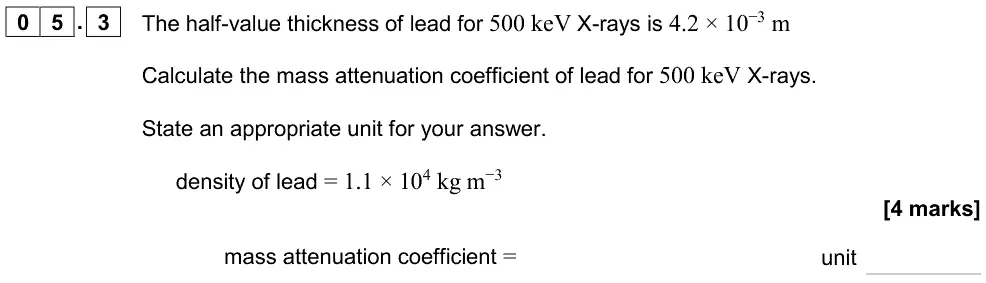 0 5 . 3 The half-value thickness of lead for 500 keV X-rays is 4.2 × 10⁻³ m
Calculate the mass attenuation coefficient of lead for 500 keV X-rays.
State an appropriate unit for your answer.
density of lead = 1.1 × 10⁴ kg m⁻³
[4 marks]
mass attenuation coefficient = unit